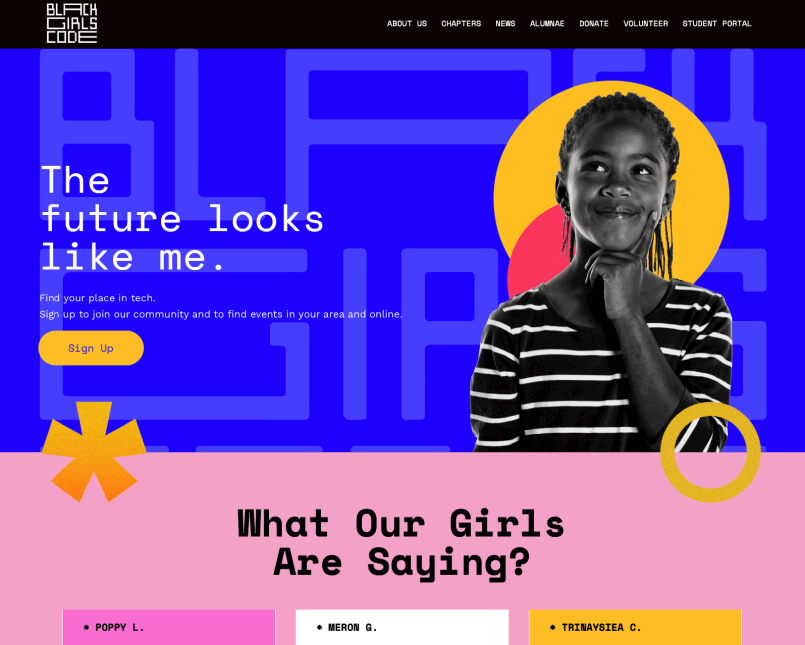 BLACK
GIRLS
CODE
ABOUT US CHAPTERS NEWS ALUMNAE DONATE VOLUNTEER STUDENT PORTAL
The
future looks
like me.
Find your place in tech.
Sign up to join our community and to find events in your area and online.
Sign Up
What Our Girls
Are Saying?
* POPPY L.
* MERON G.
* TRINAYSIEA C.